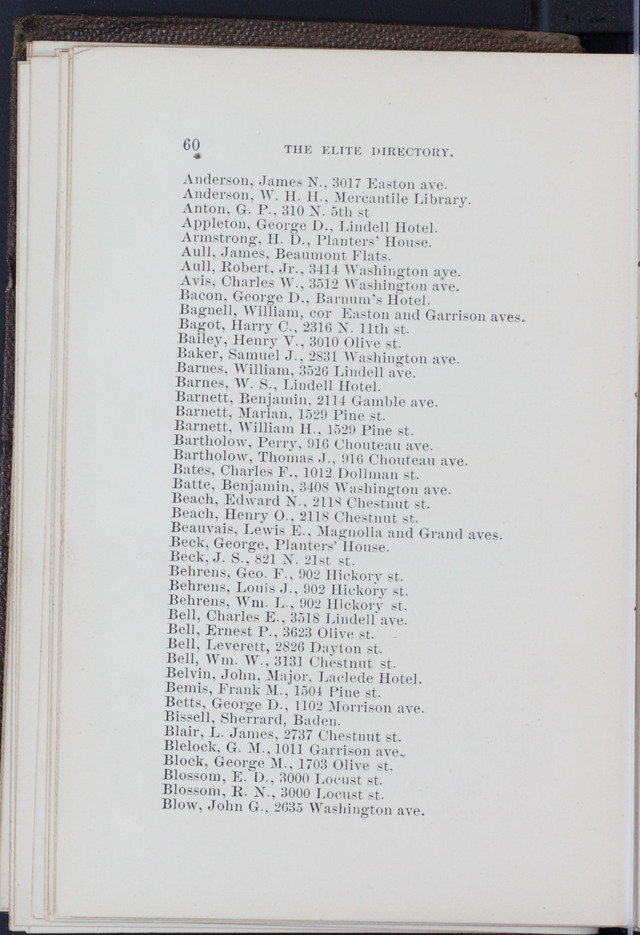 60 THE ELITE DIRECTORY.
Anderson, James N., 3017 Easton ave.
Anderson, W. H. H., Mercantile Library.
Anton, G. P., 310 N. 5th st
Appleton, George D., Lindell Hotel.
Armstrong, H. D., Planters' House.
Aull, James, Beaumont Flats.
Aull, Robert, Jr., 3414 Washington ave.
Avis, Charles W., 3512 Washington ave.
Bacon, George D., Barnum's Hotel.
Bagnell, William, cor Easton and Garrison aves.
Bagot, Harry C., 2316 N. 11th st.
Bailey, Henry V., 3010 Olive st.
Baker, Samuel J., 2831 Washington ave.
Barnes, William, 3526 Lindell ave.
Barnes, W. S., Lindell Hotel.
Barnett, Benjamin, 2114 Gamble ave.
Barnett, Marian, 1529 Pine st.
Barnett, William H., 1529 Pine st.
Bartholow, Perry, 916 Chouteau ave.
Bartholow, Thomas J., 916 Chouteau ave.
Bates, Charles F., 1012 Dollman st.
Batte, Benjamin, 3408 Washington ave.
Beach, Edward N., 2118 Chestnut st.
Beach, Henry O., 2118 Chestnut st.
Beauvais, Lewis E., Magnolia and Grand aves.
Beck, George, Planters' House.
Beck, J. S., 821 N. 21st st.
Behrens, Geo. F., 902 Hickory st.
Behrens, Louis J., 902 Hickory st.
Behrens, Wm. L., 902 Hickory st.
Bell, Charles E., 3518 Lindell ave.
Bell, Ernest P., 3623 Olive st.
Bell, Leverett, 2826 Dayton st.
Bell, Wm. W., 3131 Chestnut st.
Belvin, John, Major, Laclede Hotel.
Bemis, Frank M., 1504 Pine st.
Betts, George D., 1102 Morrison ave.
Bissell, Sherrard, Baden.
Blair, L. James, 2737 Chestnut st.
Blelock, G. M., 1011 Garrison ave.
Block, George M., 1703 Olive st.
Blossom, E. D., 3000 Locust st.
Blossom, R. N., 3000 Locust st.
Blow, John G., 2635 Washington ave.